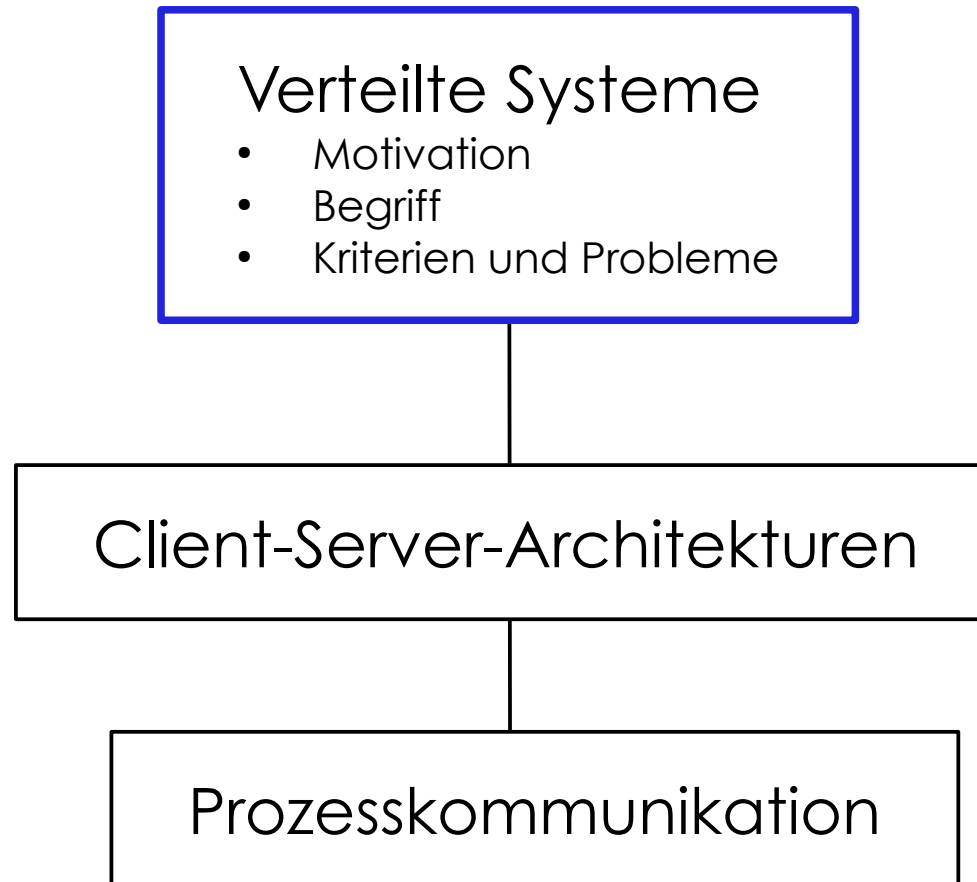 Verteilte Systeme
• Motivation
• Begriff
• Kriterien und Probleme
Client-Server-Architekturen
Prozesskommunikation